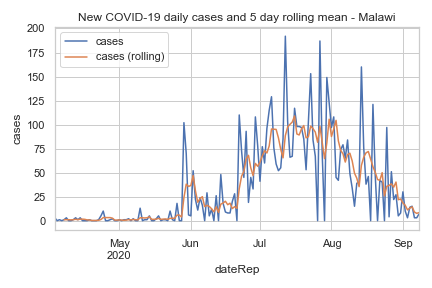 New COVID-19 daily cases and 5 day rolling mean - Malawi
cases
cases (rolling)
200
175
150
125
100
75
50
25
0
cases
May
2020
Jun
Jul
Aug
Sep
dateRep